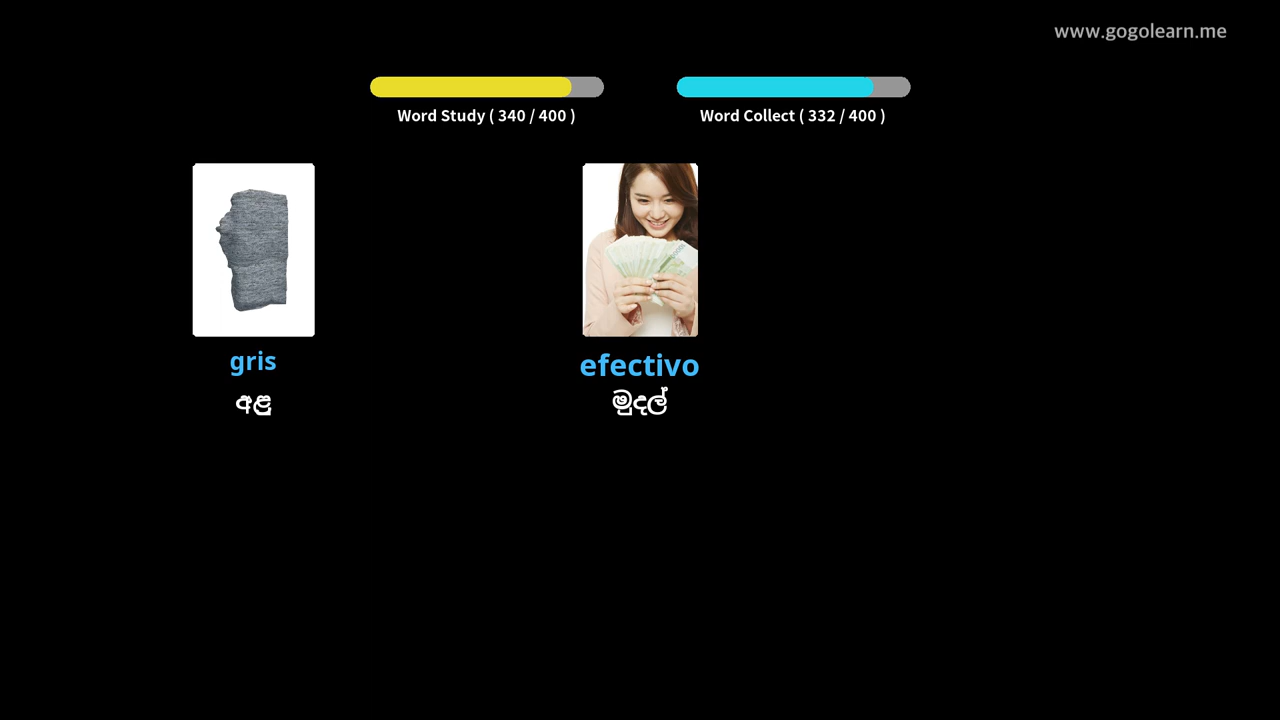 www.gogolearn.me
Word Study ( 340 / 400 )
Word Collect ( 332 / 400 )
gris
අළු
efectivo
මුදල්